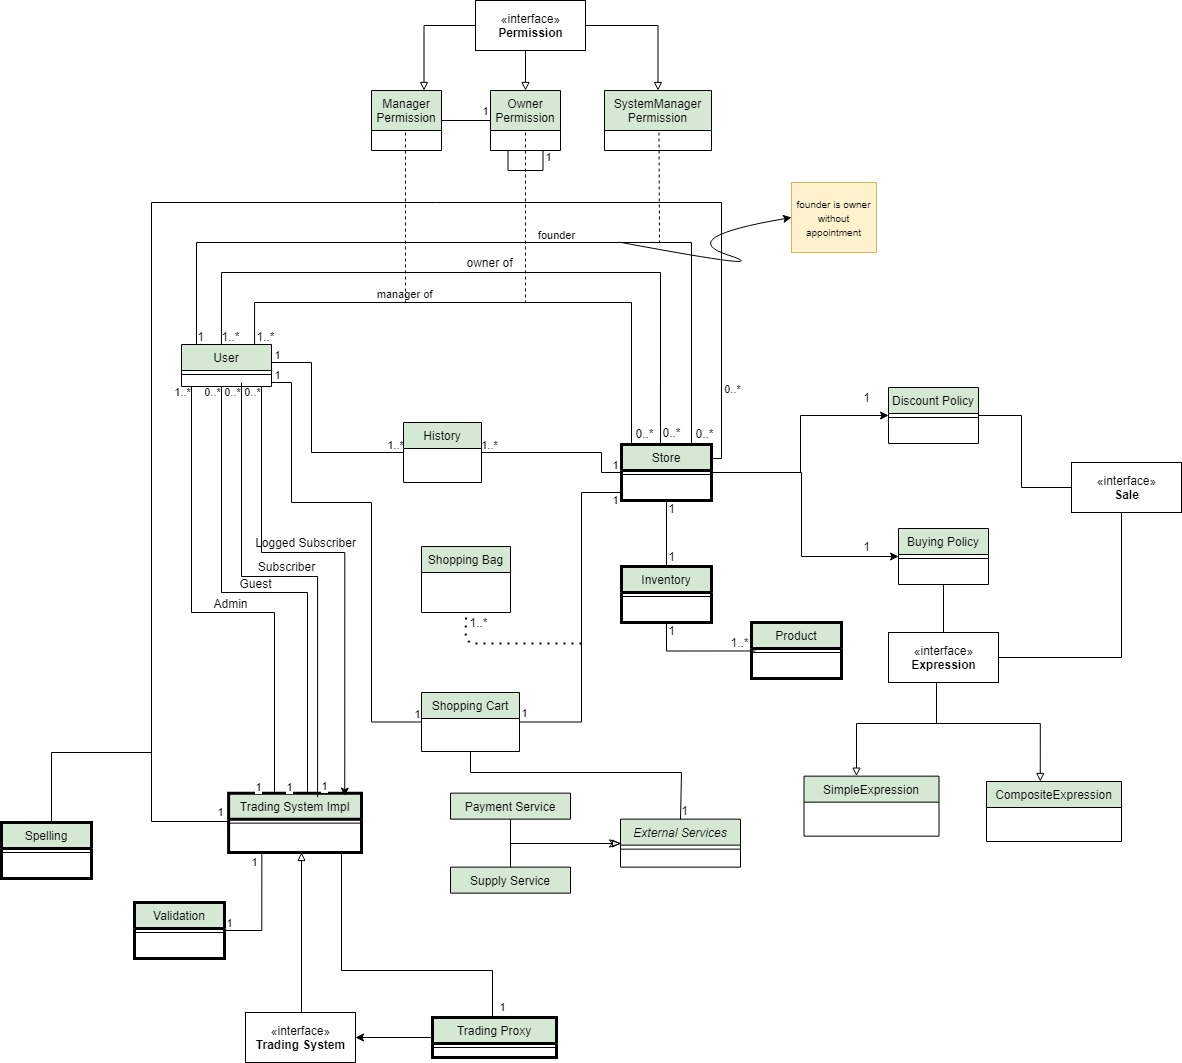 «interface»
Permission
Manager
Permission
1
Owner
Permission
1
SystemManager
Permission
founder is owner
without
appointment
founder
owner of
manager of
1
1..*
1..*
User
1
1
1..*
0..*
0..*
0..*
0..*
History
1..*
1..*
0..*
0..*
0..*
Store
1
1
1
1
Discount Policy
«interface»
Sale
1
Buying Policy
Logged Subscriber
Subscriber
Guest
Admin
Shopping Bag
1..*
1
Inventory
1
1..*
Product
«interface»
Expression
1
Shopping Cart
1
1
1
1
1
Trading System Impl
Spelling
Payment Service
1
External Services
Supply Service
SimpleExpression
CompositeExpression
1
Validation
1
1
«interface»
Trading System
Trading Proxy